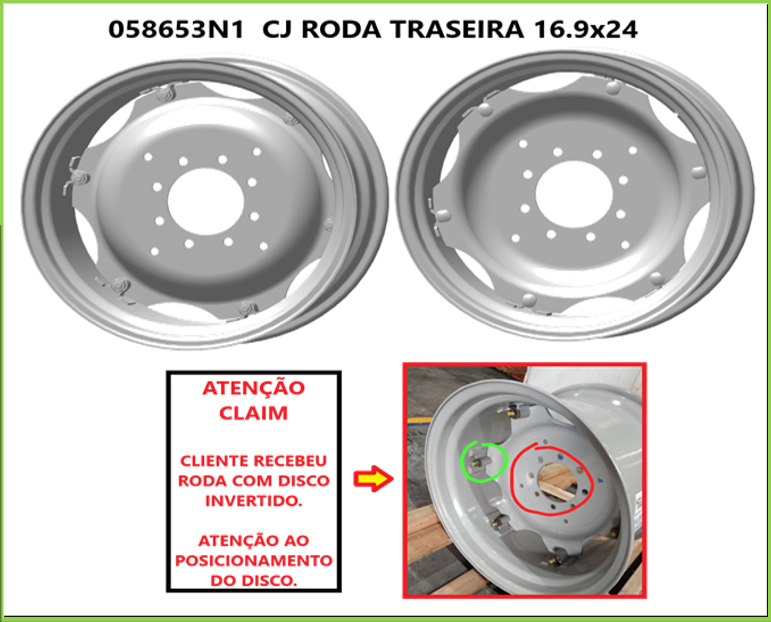 058653N1 CJ RODA TRASEIRA 16.9x24
ATENÇÃO
CLAIM
CLIENTE RECEBEU
RODA COM DISCO
INVERTIDO.
ATENÇÃO AO
POSICIONAMENTO
DO DISCO.